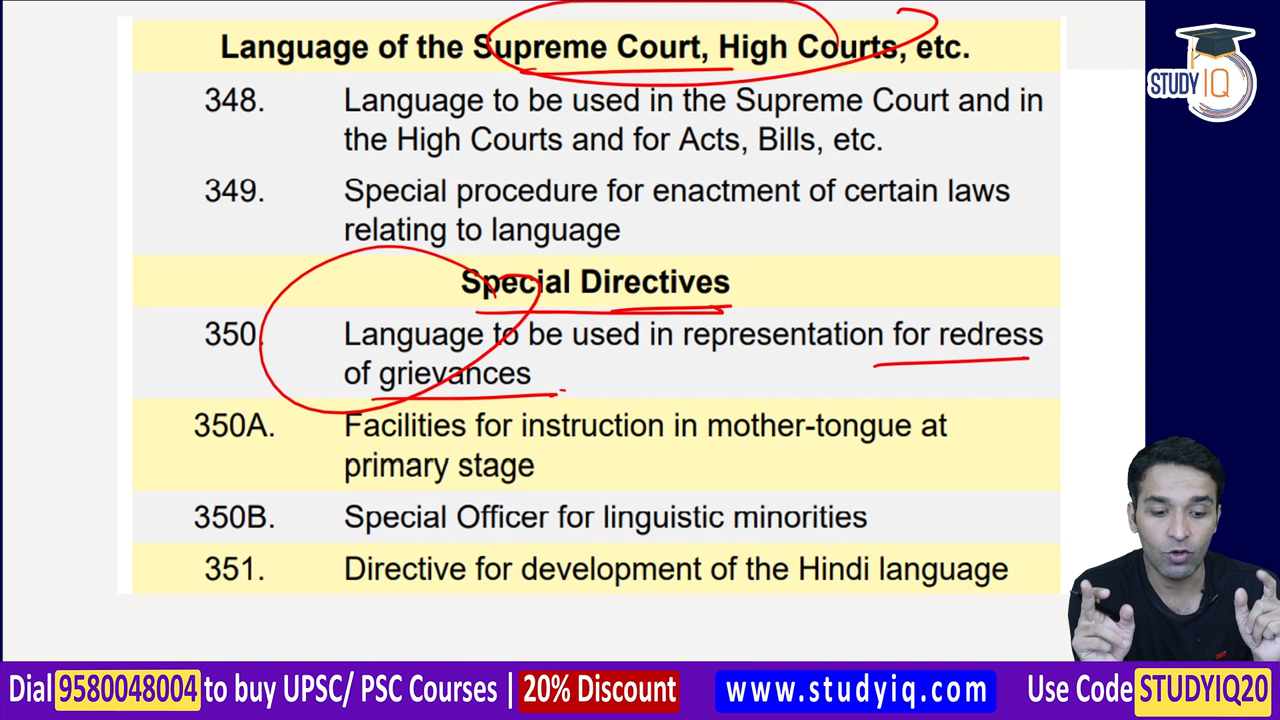 Language of the Supreme Court, High Courts, etc.
348. Language to be used in the Supreme Court and in
the High Courts and for Acts, Bills, etc.
349. Special procedure for enactment of certain laws
relating to language
Special Directives
350. Language to be used in representation for redress
of grievances
350A. Facilities for instruction in mother-tongue at
primary stage
350B. Special Officer for linguistic minorities
351. Directive for development of the Hindi language
STUDY IQ
Dial 9580048004 to buy UPSC/ PSC Courses | 20% Discount www.studyiq.com Use Code STUDYIQ20